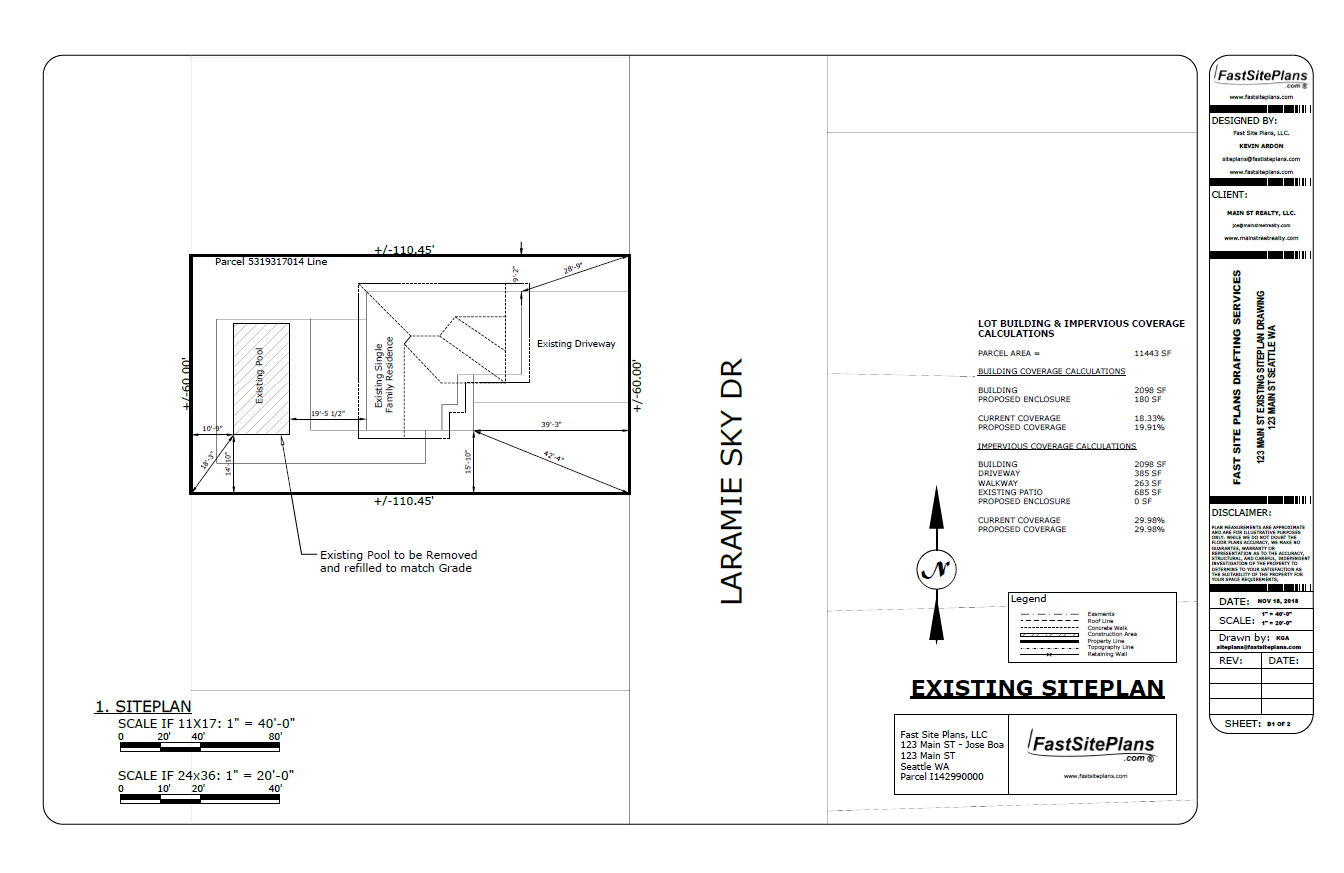 +/-110.45'
Parcel 5319317014 Line
9'-2"
28'-9"
+/-60.00'
Existing Pool
Existing Single
Family Residence
Existing Driveway
+/-60.00'
19'-5 1/2"
10'-9"
39'-3"
18'-3"
14'-10"
15'-10"
42'-4"
+/-110.45'
Existing Pool to be Removed
and refilled to match Grade
LARAMIE SKY DR
LOT BUILDING & IMPERVIOUS COVERAGE
CALCULATIONS
PARCEL AREA = 11443 SF
BUILDING COVERAGE CALCULATIONS
BUILDING 2098 SF
PROPOSED ENCLOSURE 180 SF
CURRENT COVERAGE 18.33%
PROPOSED COVERAGE 19.91%
IMPERVIOUS COVERAGE CALCULATIONS
BUILDING 2098 SF
DRIVEWAY 385 SF
WALKWAY 263 SF
EXISTING PATIO 685 SF
PROPOSED ENCLOSURE 0 SF
CURRENT COVERAGE 29.98%
PROPOSED COVERAGE 29.98%
N
Legend
Easments
Roof Line
Concrete Walk
Construction Area
Property Line
Topography Line
Retaining Wall
EXISTING SITEPLAN
Fast Site Plans, LLC
123 Main ST - Jose Boa
123 Main ST
Seattle WA
Parcel I142990000
FastSitePlans
.com ®
www.fastsiteplans.com
1. SITEPLAN
SCALE IF 11X17: 1" = 40'-0"
0 20' 40' 80'
SCALE IF 24x36: 1" = 20'-0"
0 10' 20' 40'
FastSitePlans
.com ®
www.fastsiteplans.com
DESIGNED BY:
Fast Site Plans, LLC.
KEVIN ARDON
siteplans@fastsiteplans.com
www.fastsiteplans.com
CLIENT:
MAIN ST REALTY, LLC.
joe@mainstreetrealty.com
www.mainstreetrealty.com
FAST SITE PLANS DRAFTING SERVICES
123 MAIN ST EXISTING SITEPLAN DRAWING
123 MAIN ST SEATTLE WA
DISCLAIMER:
PLAN MEASUREMENTS ARE APPROXIMATE
AND ARE FOR ILLUSTRATIVE PURPOSES
ONLY. WHILE WE DO NOT DOUBT THE
FLOOR PLANS ACCURACY, WE MAKE NO
GUARANTEE, WARRANTY OR
REPRESENTATION AS TO THE ACCURACY,
STRUCTURAL, AND CAREFUL, INDEPENDENT
INVESTIGATION OF THE PROPERTY TO
DETERMINE TO YOUR SATISFACTION AS
THE SUITABILITY OF THE PROPERTY FOR
YOUR SPACE REQUIREMENTS,
DATE: NOV 18, 2018
SCALE: 1" = 40'-0"
1" = 20'-0"
Drawn by: KGA
siteplans@fastsiteplans.com
REV: DATE:
SHEET: B1 OF 2